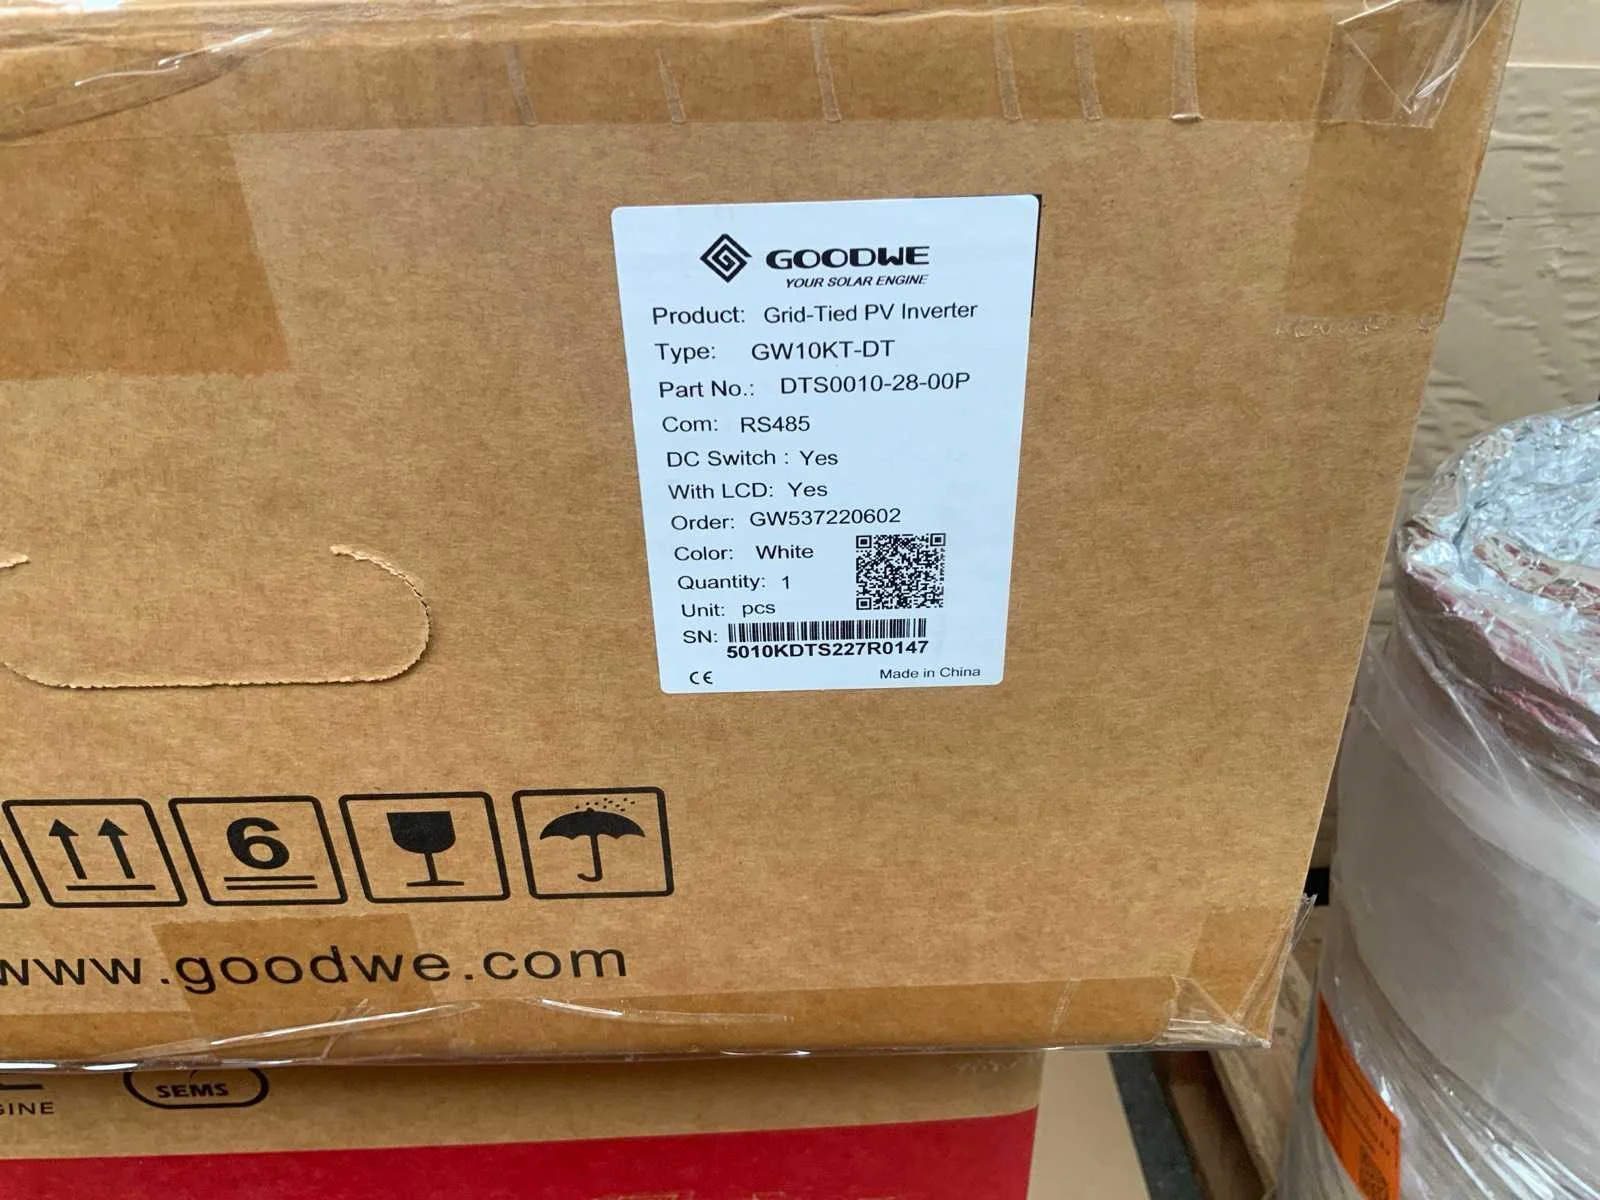 GOODWE
YOUR SOLAR ENGINE
Product: Grid-Tied PV Inverter
Type: GW10KT-DT
Part No.: DTS0010-28-00P
Com: RS485
DC Switch : Yes
With LCD: Yes
Order: GW537220602
Color: White
Quantity: 1
Unit: pcs
SN:
5010KDTS227R0147
CE
Made in China
6
www.goodwe.com
SEMS
GINE